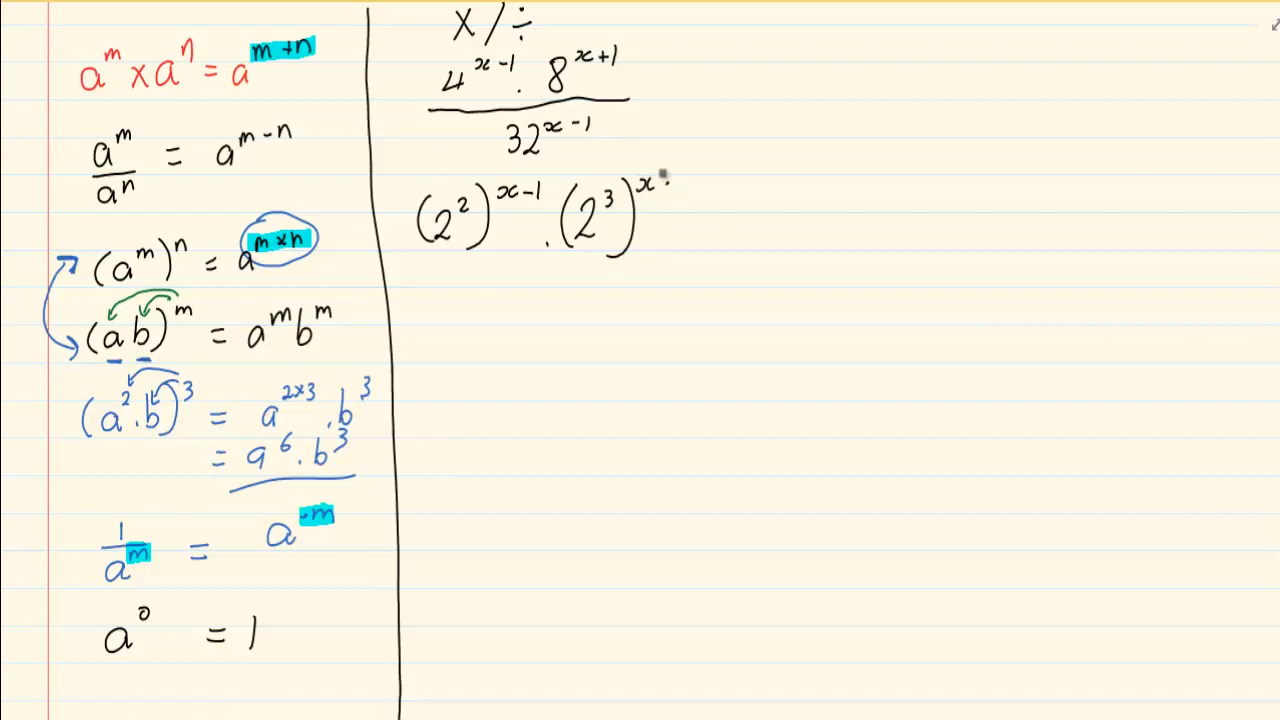 a^m × a^n = a^(m+n)
a^m / a^n = a^(m-n)
(a^m)^n = a^(m×n)
(ab)^m = a^m b^m
(a^2 . b)^3 = a^(2×3) . b^3
= a^6 . b^3
1 / a^m = a^(-m)
a^0 = 1
× / ÷
4^(x-1) . 8^(x+1)
32^(x-1)
(2^2)^(x-1) . (2^3)^x